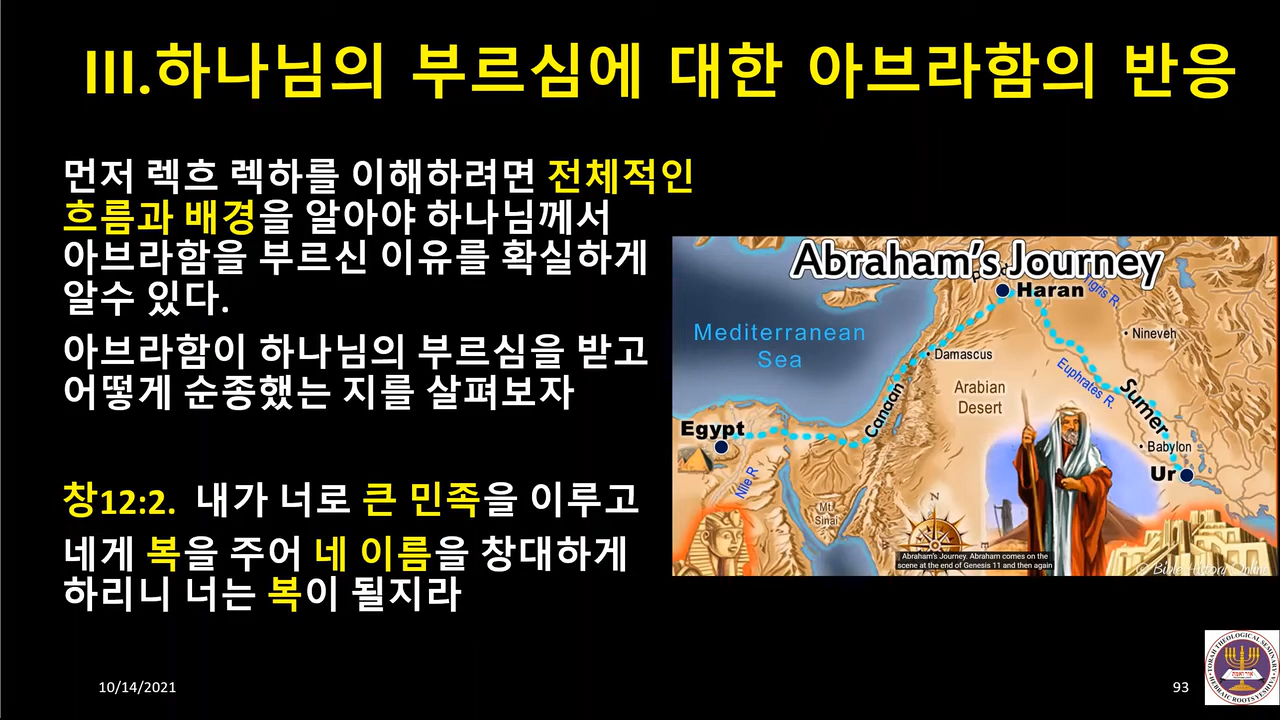 III.하나님의 부르심에 대한 아브라함의 반응
먼저 렉흐 렉하를 이해하려면 전체적인
흐름과 배경을 알아야 하나님께서
아브라함을 부르신 이유를 확실하게
알수 있다.
아브라함이 하나님의 부르심을 받고
어떻게 순종했는 지를 살펴보자
창12:2. 내가 너로 큰 민족을 이루고
네게 복을 주어 네 이름을 창대하게
하리니 너는 복이 될지라
Abraham's Journey
Haran
Tigris R.
Mediterranean
Sea
Nineveh
Damascus
Euphrates R.
Arabian
Desert
Canaan
Sumer
Egypt
Babylon
Ur
Nile R
Mt.
Sinai
N
E
Abraham's Journey. Abraham comes on the
scene at the end of Genesis 11 and then again
© Bible History Online
10/14/2021
93
TORAH THEOLOGICAL SEMINARY
HEBRAIC ROOTS YESHIVA